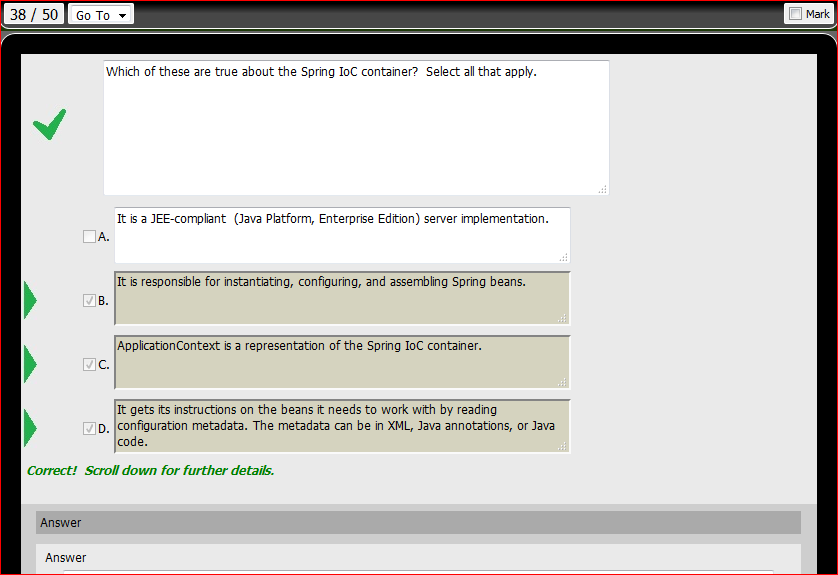 38 / 50
Go To
Mark
Which of these are true about the Spring IoC container?  Select all that apply.
A.
It is a JEE-compliant  (Java Platform, Enterprise Edition) server implementation.
B.
It is responsible for instantiating, configuring, and assembling Spring beans.
C.
ApplicationContext is a representation of the Spring IoC container.
D.
It gets its instructions on the beans it needs to work with by reading
configuration metadata. The metadata can be in XML, Java annotations, or Java
code.
Correct!  Scroll down for further details.
Answer
Answer